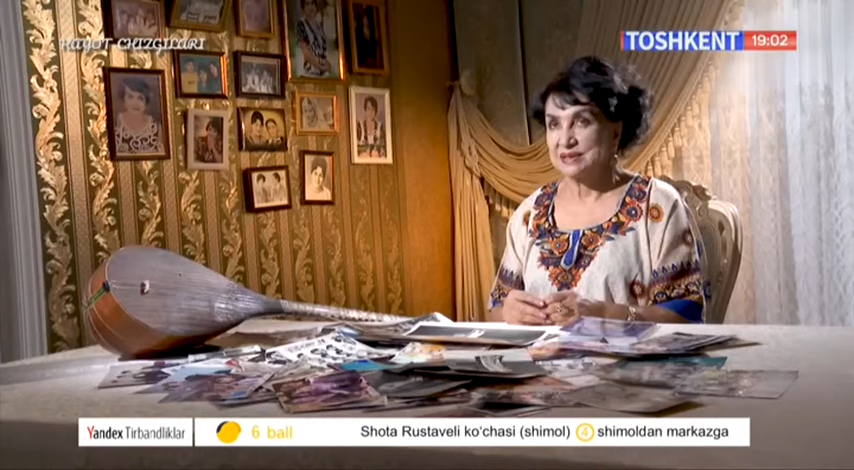 HAYOT CHIZGILARI
TOSHKENT 19:02
Yandex Tirbandliklar 6 ball Shota Rustaveli ko'chasi (shimol) 4 shimoldan markazga